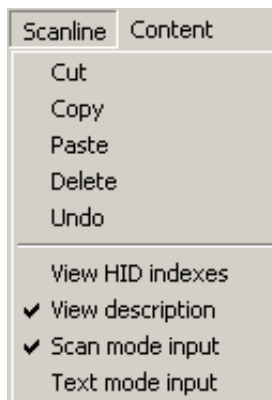 Scanline Content
Cut
Copy
Paste
Delete
Undo
View HID indexes
✔ View description
✔ Scan mode input
Text mode input